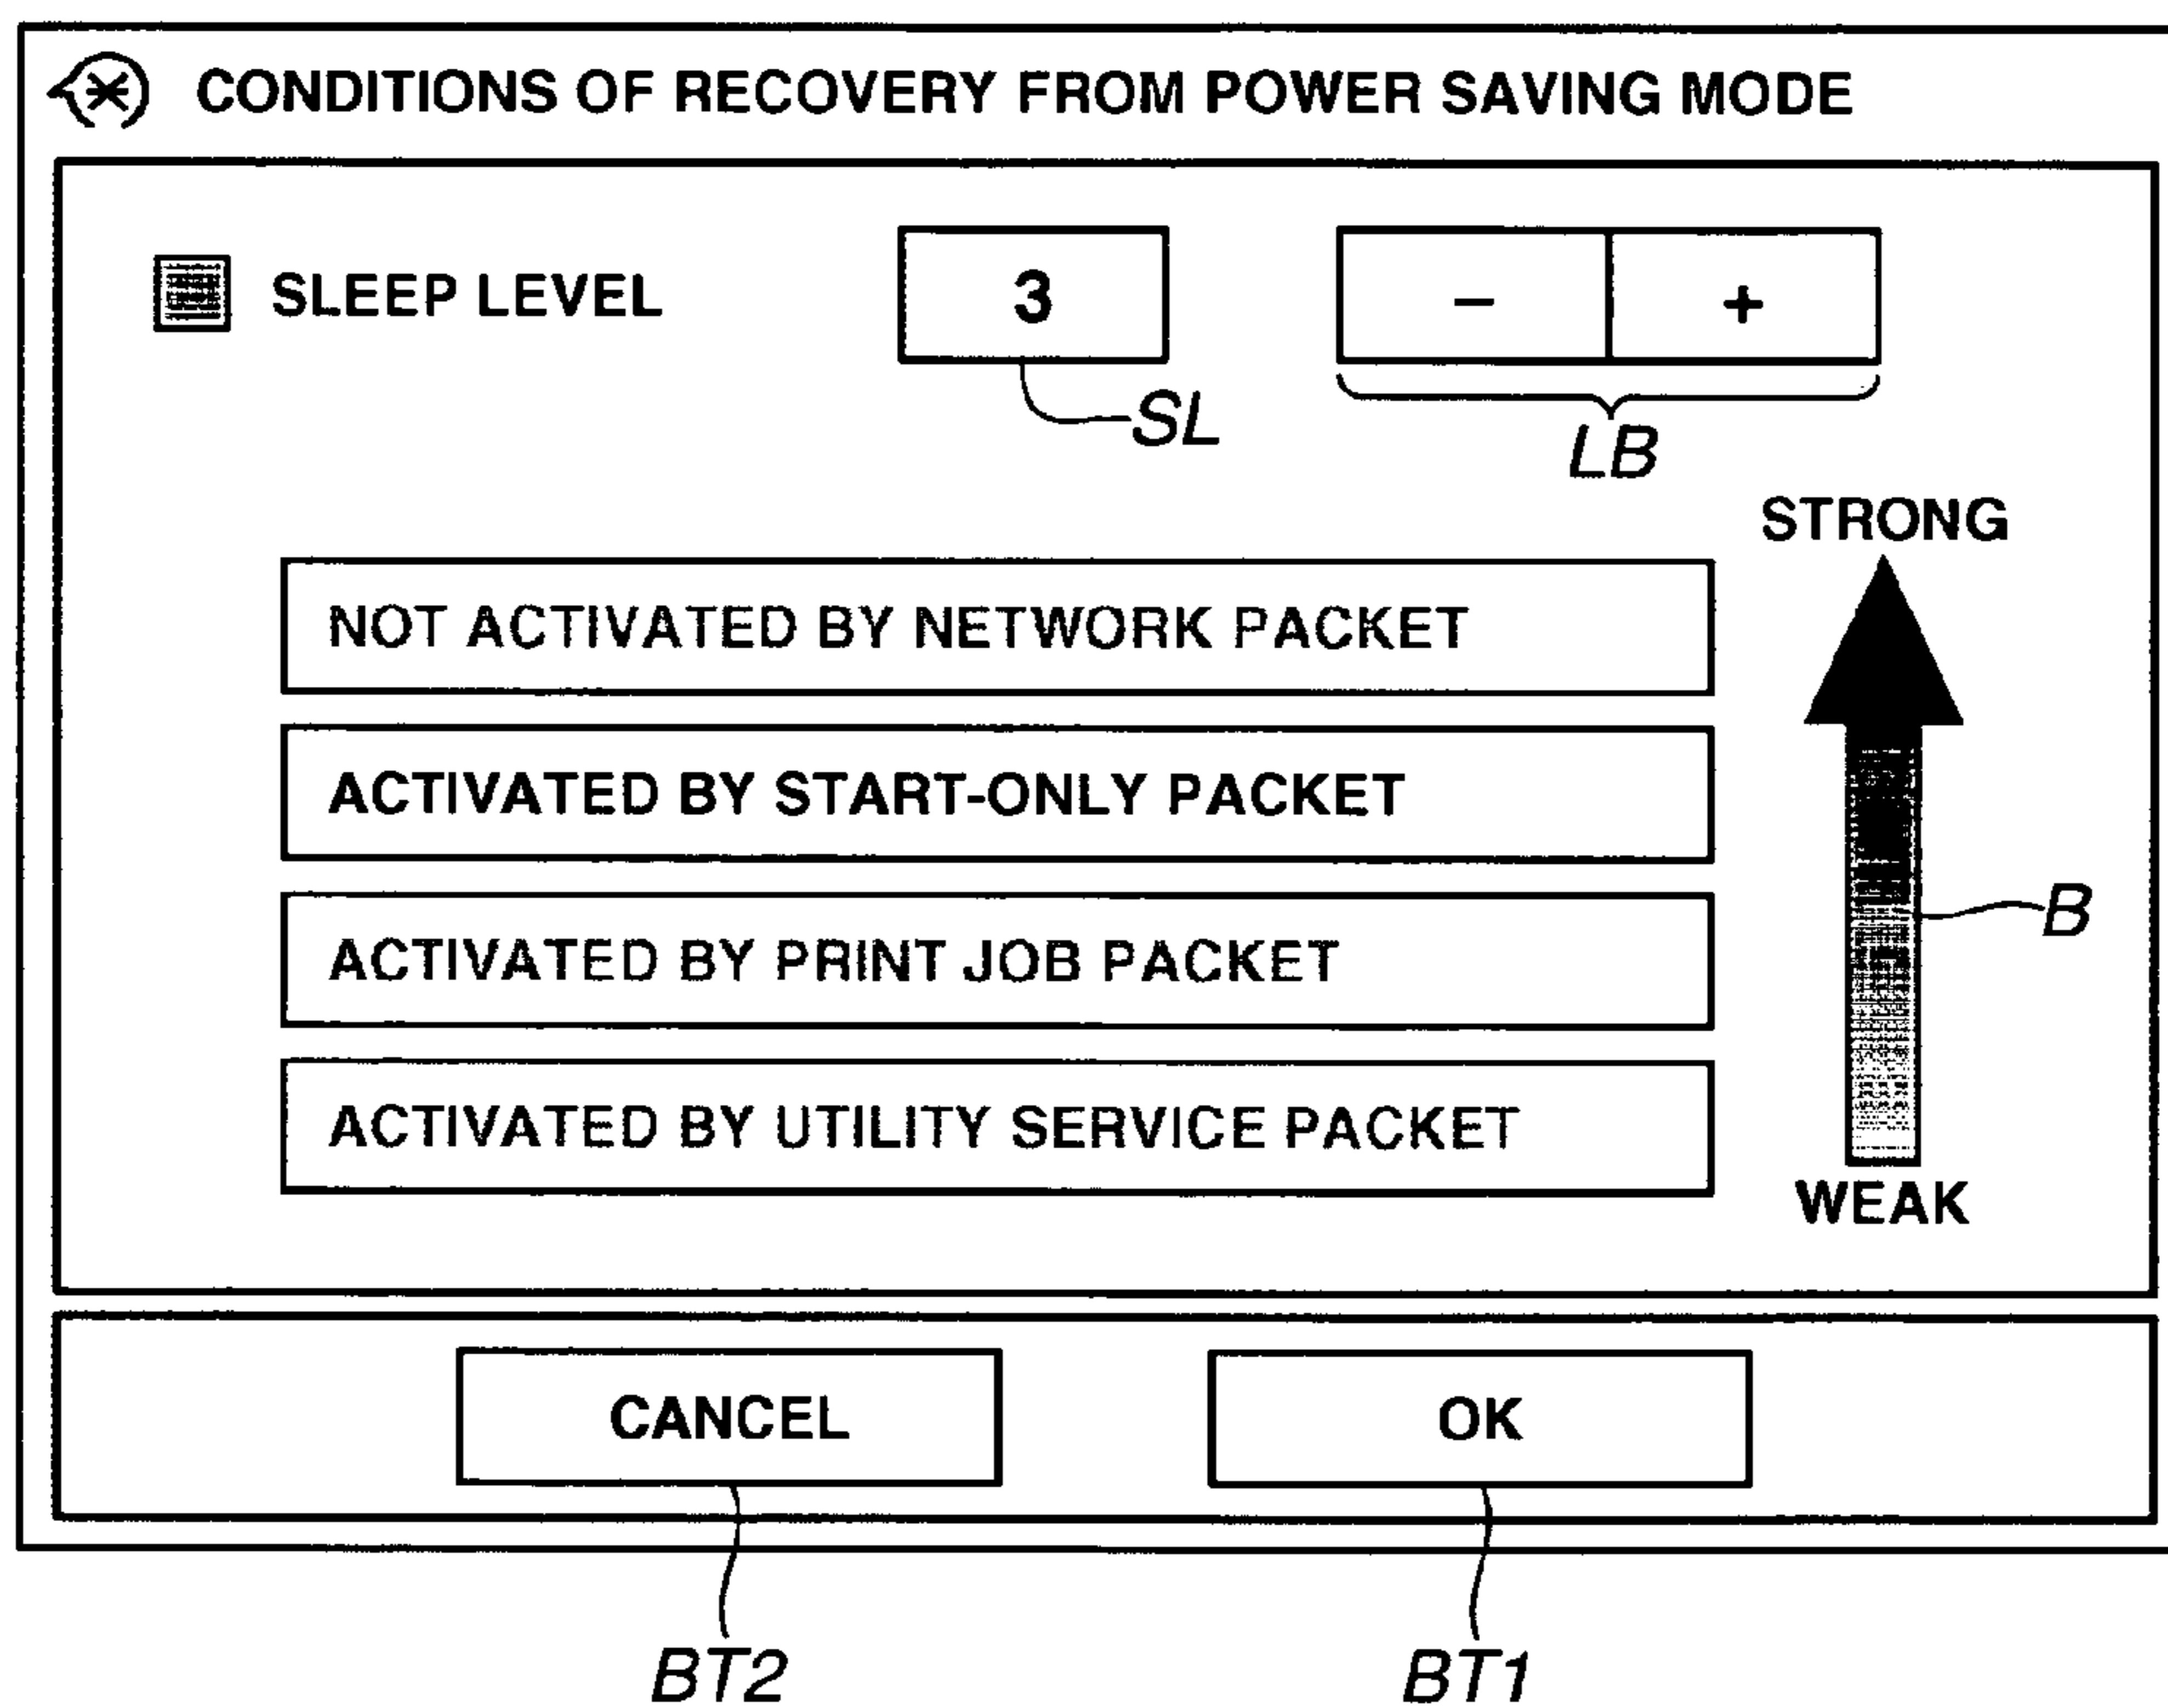 CONDITIONS OF RECOVERY FROM POWER SAVING MODE
SLEEP LEVEL 3 − +
SL
LB
STRONG
NOT ACTIVATED BY NETWORK PACKET
ACTIVATED BY START-ONLY PACKET
B
ACTIVATED BY PRINT JOB PACKET
ACTIVATED BY UTILITY SERVICE PACKET
WEAK
CANCEL OK
BT2 BT1